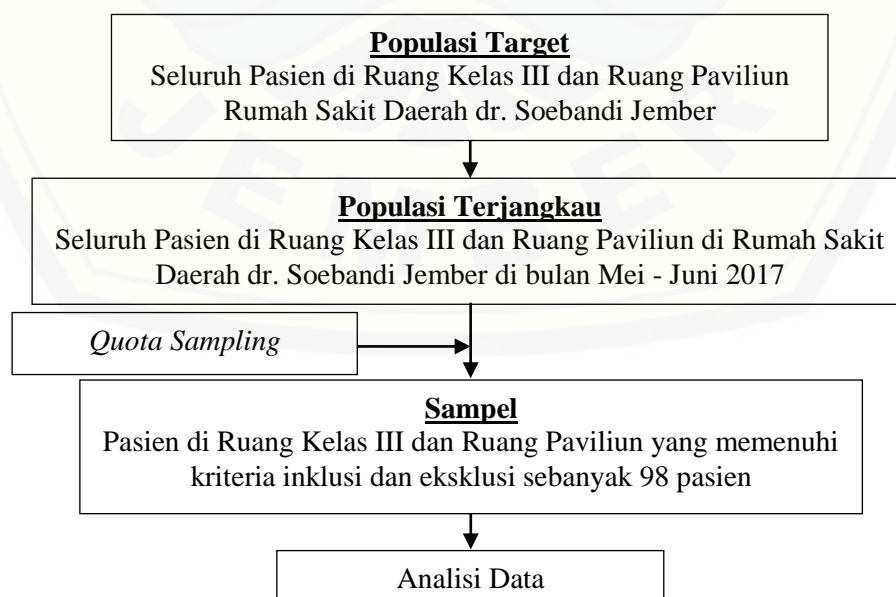 Populasi Target
Seluruh Pasien di Ruang Kelas III dan Ruang Paviliun
Rumah Sakit Daerah dr. Soebandi Jember
JEMBER
Populasi Terjangkau
Seluruh Pasien di Ruang Kelas III dan Ruang Paviliun di Rumah Sakit
Daerah dr. Soebandi Jember di bulan Mei - Juni 2017
Quota Sampling
Sampel
Pasien di Ruang Kelas III dan Ruang Paviliun yang memenuhi
kriteria inklusi dan eksklusi sebanyak 98 pasien
Analisi Data